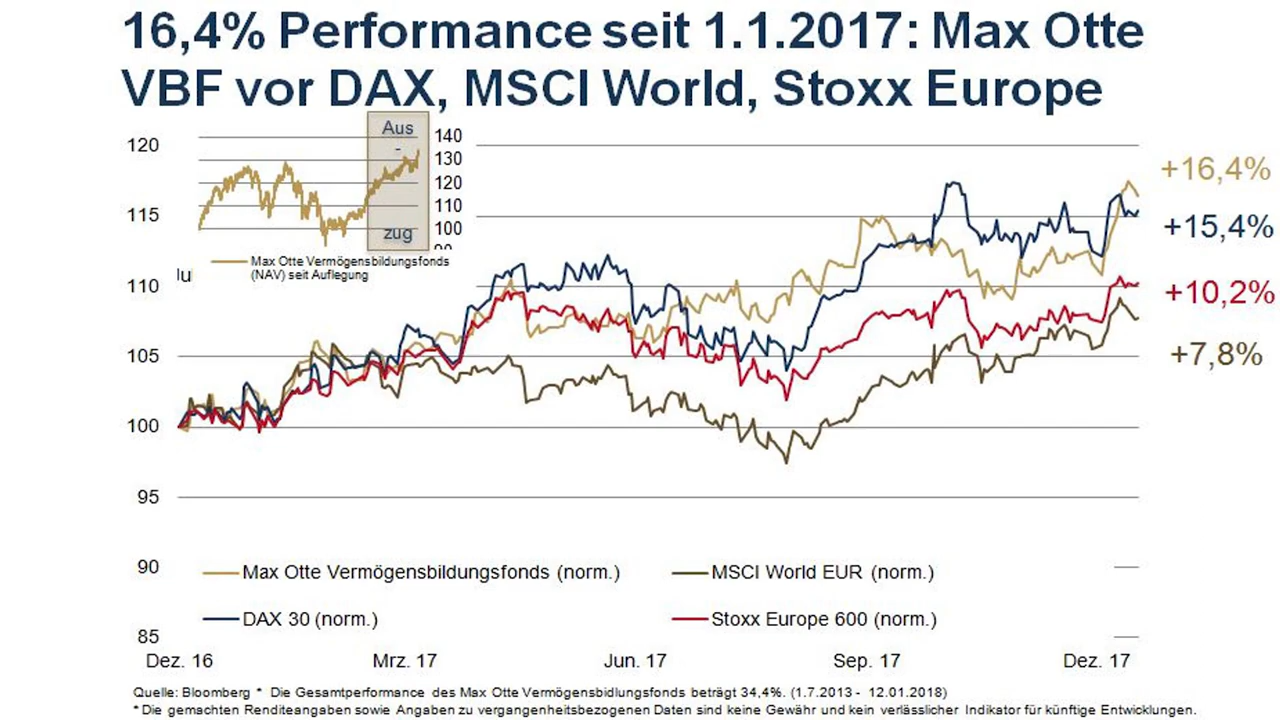 16,4% Performance seit 1.1.2017: Max Otte
VBF vor DAX, MSCI World, Stoxx Europe
120
115
110
105
100
95
90
85
Aus
-
zug
140
130
120
110
100
90
Max Otte Vermögensbildungsfonds
(NAV) seit Auflegung
+16,4%
+15,4%
+10,2%
+7,8%
Max Otte Vermögensbildungsfonds (norm.)
MSCI World EUR (norm.)
DAX 30 (norm.)
Stoxx Europe 600 (norm.)
Dez. 16
Mrz. 17
Jun. 17
Sep. 17
Dez. 17
Quelle: Bloomberg * Die Gesamtperformance des Max Otte Vermögensbidlungsfonds beträgt 34,4%. (1.7.2013 - 12.01.2018)
* Die gemachten Renditeangaben sowie Angaben zu vergangenheitsbezogenen Daten sind keine Gewähr und kein verlässlicher Indikator für künftige Entwicklungen.